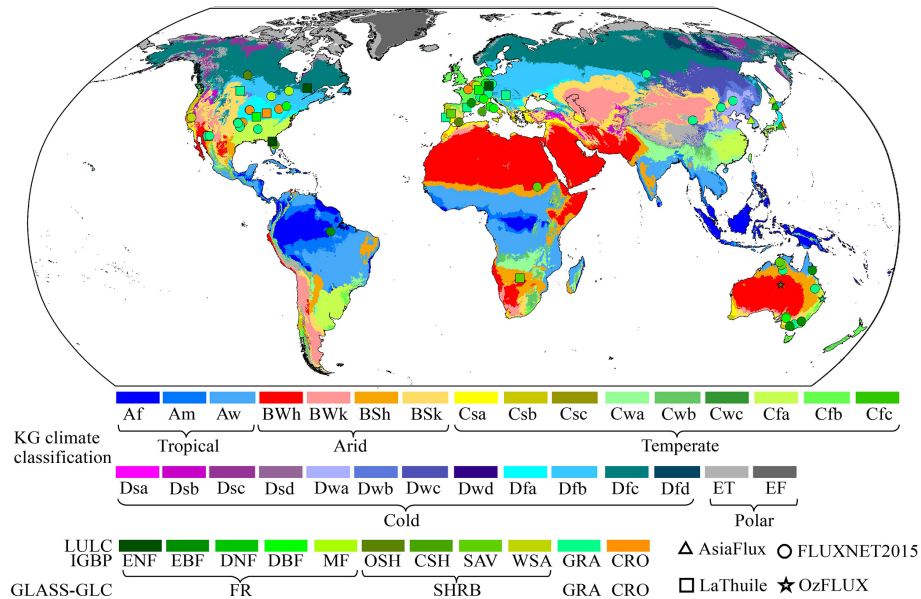 Af Am Aw BWh BWk BSh BSk Csa Csb Csc Cwa Cwb Cwc Cfa Cfb Cfc
KG climate classification
Tropical Arid Temperate
Dsa Dsb Dsc Dsd Dwa Dwb Dwc Dwd Dfa Dfb Dfc Dfd ET EF
Cold Polar
LULC
IGBP ENF EBF DNF DBF MF OSH CSH SAV WSA GRA CRO
GLASS-GLC FR SHRB GRA CRO
AsiaFlux FLUXNET2015
LaThuile OzFLUX